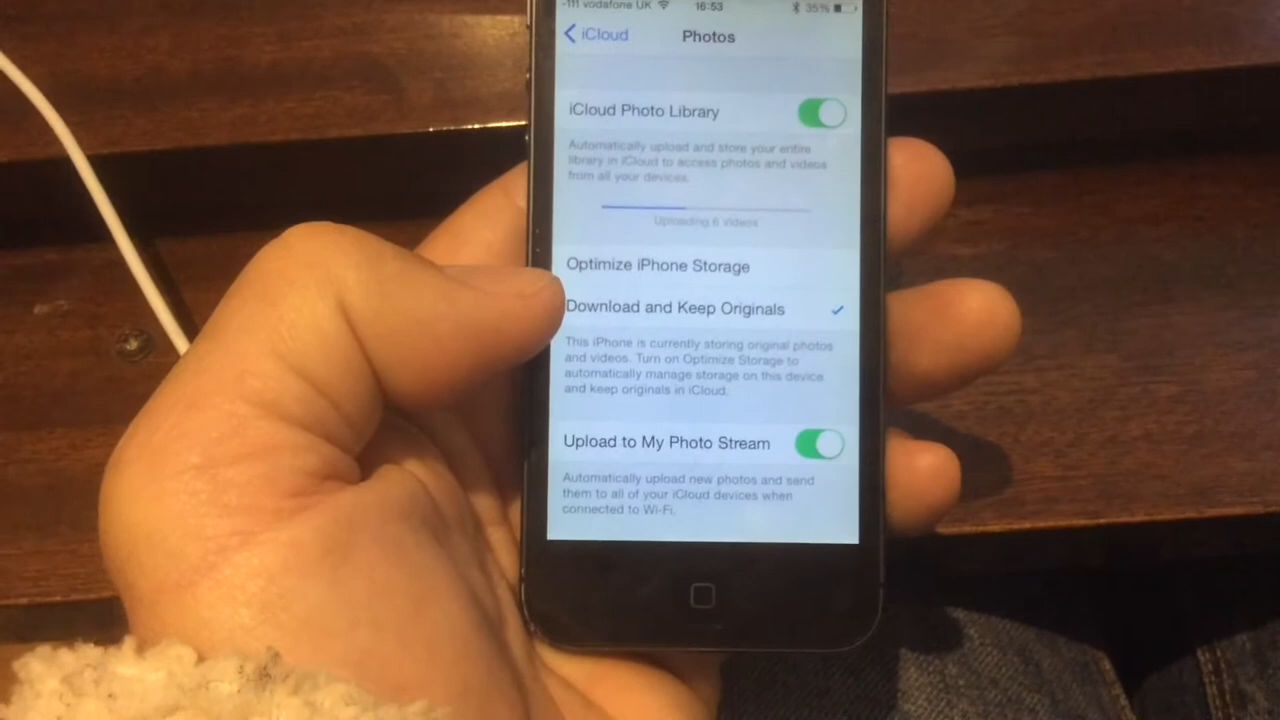 vodafone UK 16:53 35%
iCloud Photos
iCloud Photo Library
Automatically upload and store your entire
library in iCloud to access photos and videos
from all your devices.
Uploading 6 videos
Optimize iPhone Storage
Download and Keep Originals
This iPhone is currently storing original photos
and videos. Turn on Optimize Storage to
automatically manage storage on this device
and keep originals in iCloud.
Upload to My Photo Stream
Automatically upload new photos and send
them to all of your iCloud devices when
connected to Wi-Fi.